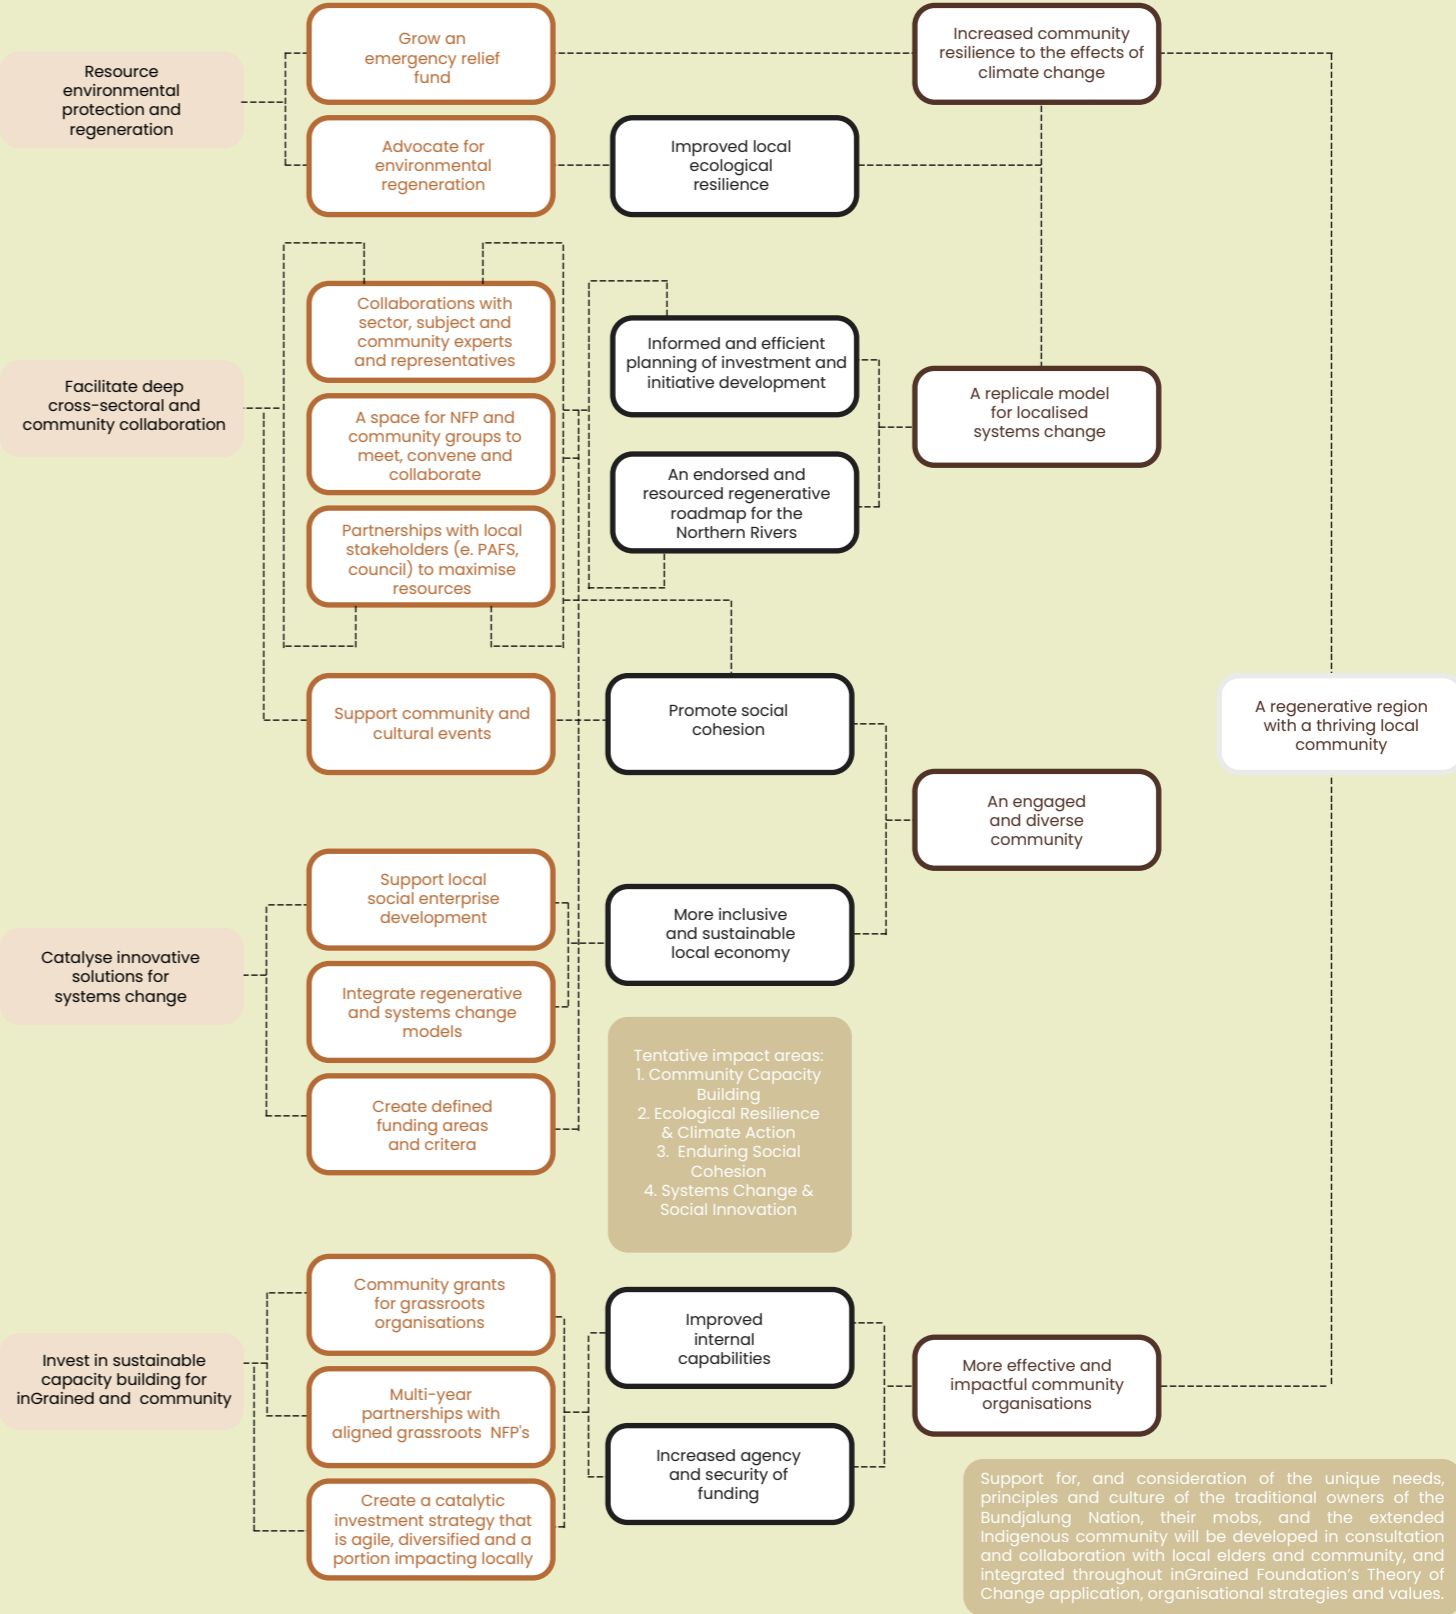 Resource
environmental
protection and
regeneration
Grow an
emergency relief
fund
Advocate for
environmental
regeneration
Improved local
ecological
resilience
Increased community
resilience to the effects of
climate change
Facilitate deep
cross-sectoral and
community collaboration
Collaborations with
sector, subject and
community experts
and representatives
A space for NFP and
community groups to
meet, convene and
collaborate
Partnerships with local
stakeholders (e. PAFS,
council) to maximise
resources
Support community and
cultural events
Informed and efficient
planning of investment and
initiative development
An endorsed and
resourced regenerative
roadmap for the
Northern Rivers
Promote social
cohesion
A replicale model
for localised
systems change
An engaged
and diverse
community
A regenerative region
with a thriving local
community
Catalyse innovative
solutions for
systems change
Support local
social enterprise
development
Integrate regenerative
and systems change
models
Create defined
funding areas
and critera
More inclusive
and sustainable
local economy
Tentative impact areas:
1. Community Capacity
Building
2. Ecological Resilience
& Climate Action
3. Enduring Social
Cohesion
4. Systems Change &
Social Innovation
Invest in sustainable
capacity building for
inGrained and community
Community grants
for grassroots
organisations
Multi-year
partnerships with
aligned grassroots NFP's
Create a catalytic
investment strategy that
is agile, diversified and a
portion impacting locally
Improved
internal
capabilities
Increased agency
and security of
funding
More effective and
impactful community
organisations
Support for, and consideration of the unique needs,
principles and culture of the traditional owners of the
Bundjalung Nation, their mobs, and the extended
Indigenous community will be developed in consultation
and collaboration with local elders and community, and
integrated throughout inGrained Foundation's Theory of
Change application, organisational strategies and values.